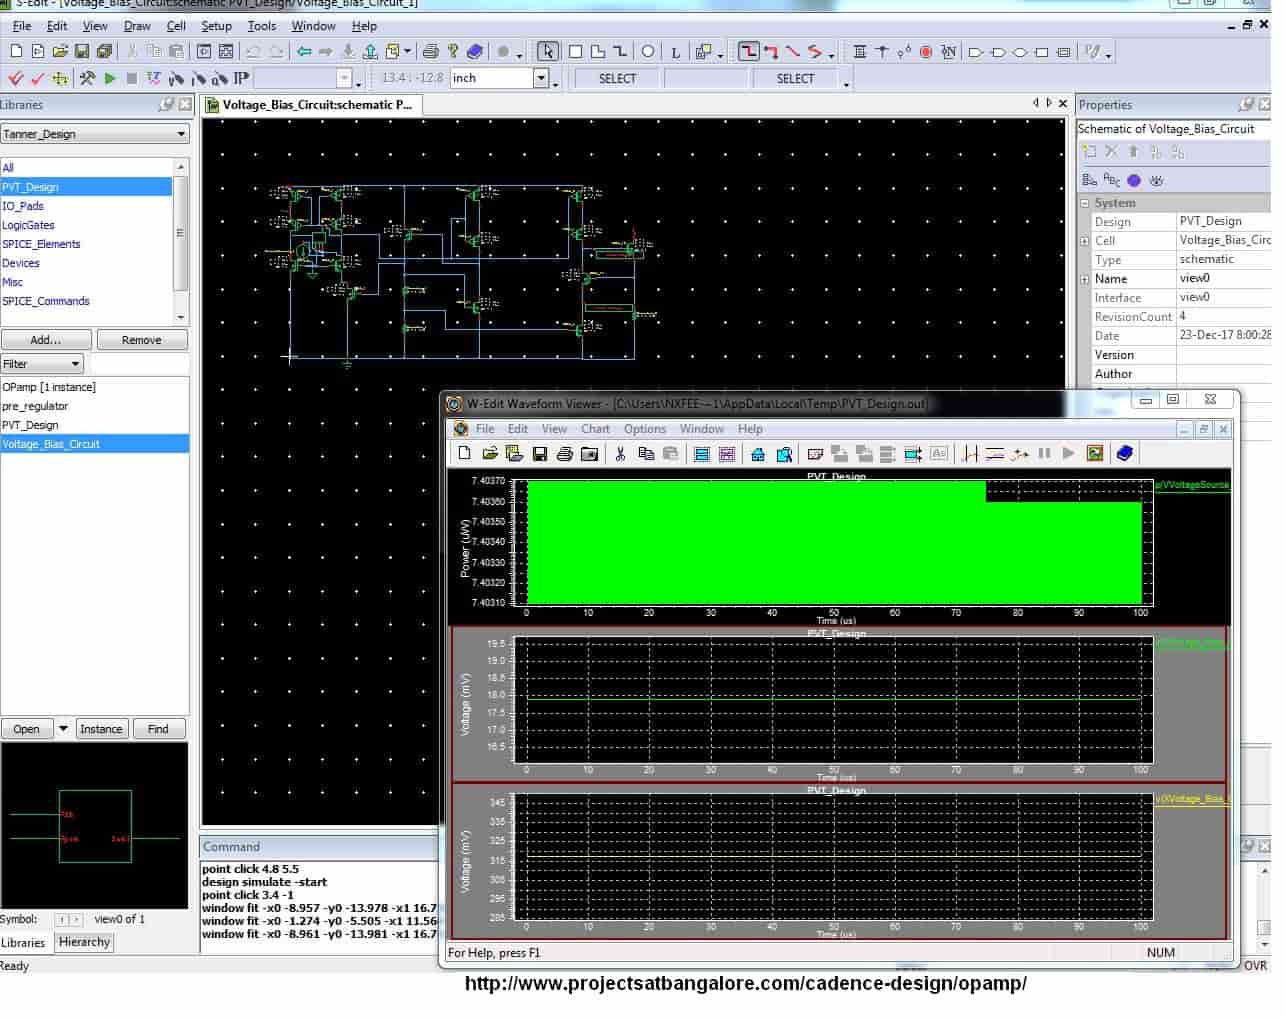 S-Edit - [Voltage_Bias_Circuit:schematic PVT_Design/Voltage_Bias_Circuit_1]
File Edit View Draw Cell Setup Tools Window Help
13.4 : -12.8 inch SELECT SELECT
Libraries
Tanner_Design
All
PVT_Design
IO_Pads
LogicGates
SPICE_Elements
Devices
Misc
SPICE_Commands
Add... Remove
Filter
OPamp [1 instance]
pre_regulator
PVT_Design
Voltage_Bias_Circuit
Open Instance Find
Symbol: view0 of 1
Libraries Hierarchy
Ready
Voltage_Bias_Circuit:schematic P...
Properties
Schematic of Voltage_Bias_Circuit
System
Design PVT_Design
Cell Voltage_Bias_Circ
Type schematic
Name view0
Interface view0
RevisionCount 4
Date 23-Dec-17 8:00:28
Version
Author
Command
point click 4.8 5.5
design simulate -start
point click 3.4 -1
window fit -x0 -8.957 -y0 -13.978 -x1 16.7
window fit -x0 -1.274 -y0 -5.505 -x1 11.56
window fit -x0 -8.961 -y0 -13.981 -x1 16.7
W-Edit Waveform Viewer - [C:\Users\NXFEE~1\AppData\Local\Temp\PVT_Design.out]
File Edit View Chart Options Window Help
PVT_Design
p(VVoltageSource
Power (uW)
7.40370
7.40360
7.40350
7.40340
7.40330
7.40320
7.40310
0 10 20 30 40 50 60 70 80 90 100
Time (us)
PVT_Design
Voltage (mV)
19.5
19.0
18.5
18.0
17.5
17.0
16.5
0 10 20 30 40 50 60 70 80 90 100
Time (us)
PVT_Design
v(XVoltage_Bias_
Voltage (mV)
345
335
325
315
305
295
285
0 10 20 30 40 50 60 70 80 90 100
Time (us)
For Help, press F1 NUM
OVR
http://www.projectsatbangalore.com/cadence-design/opamp/